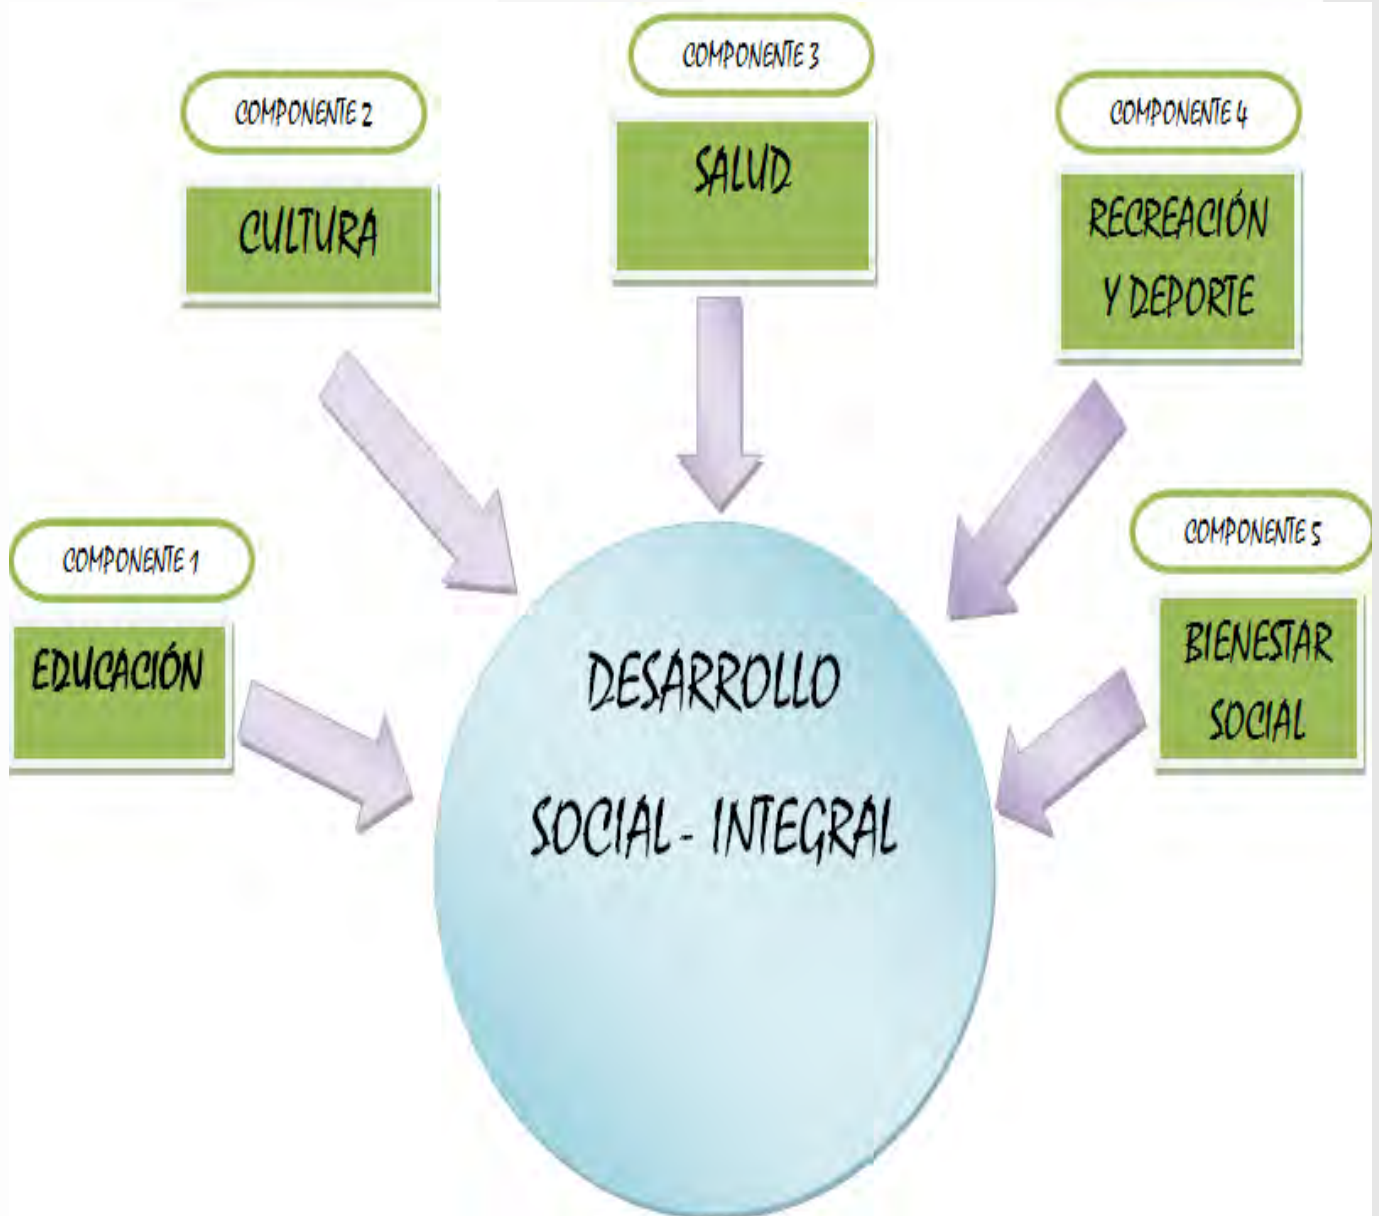 COMPONENTE 1
EDUCACIÓN
COMPONENTE 2
CULTURA
COMPONENTE 3
SALUD
COMPONENTE 4
RECREACIÓN
Y DEPORTE
COMPONENTE 5
BIENESTAR
SOCIAL
DESARROLLO
SOCIAL - INTEGRAL